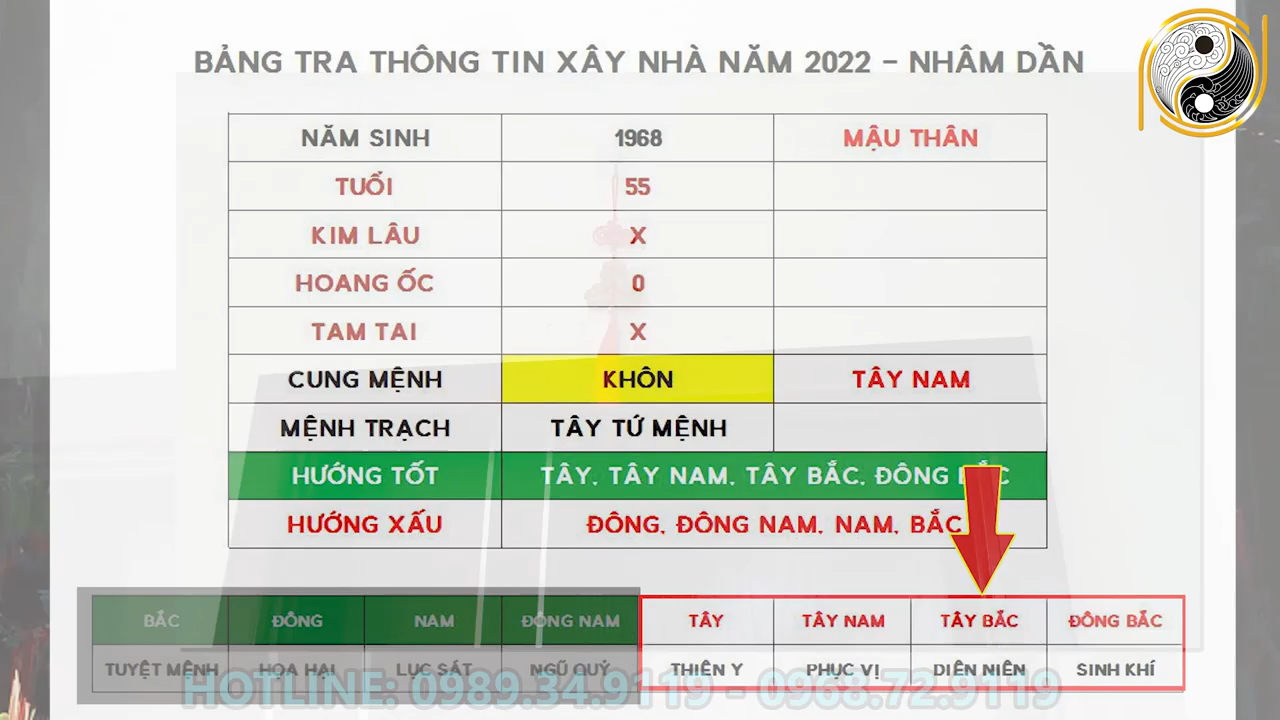 BẢNG TRA THÔNG TIN XÂY NHÀ NĂM 2022 - NHÂM DẦN
NĂM SINH 1968 MẬU THÂN
TUỔI 55
KIM LÂU X
HOANG ỐC 0
TAM TAI X
CUNG MỆNH KHÔN TÂY NAM
MỆNH TRẠCH TÂY TỨ MỆNH
HƯỚNG TỐT TÂY, TÂY NAM, TÂY BẮC, ĐÔNG BẮC
HƯỚNG XẤU ĐÔNG, ĐÔNG NAM, NAM, BẮC
BẮC ĐÔNG NAM ĐÔNG NAM TÂY TÂY NAM TÂY BẮC ĐÔNG BẮC
TUYỆT MỆNH HỌA HẠI LỤC SÁT NGŨ QUỶ THIÊN Y PHỤC VỊ DIÊN NIÊN SINH KHÍ
HOTLINE: 0989.34.9119 - 0968.72.9119